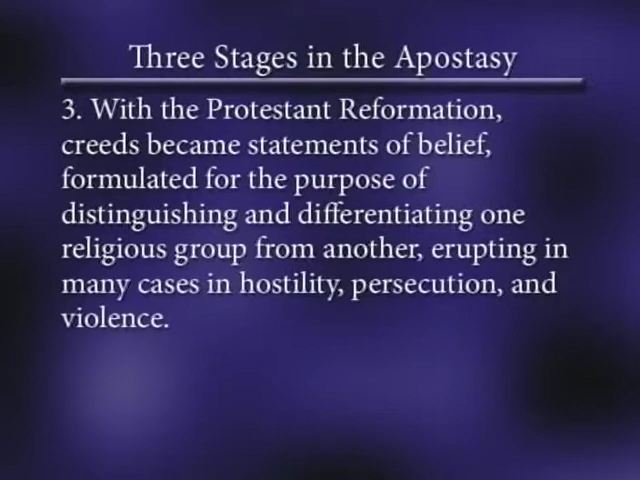 Three Stages in the Apostasy
3. With the Protestant Reformation,
creeds became statements of belief,
formulated for the purpose of
distinguishing and differentiating one
religious group from another, erupting in
many cases in hostility, persecution, and
violence.